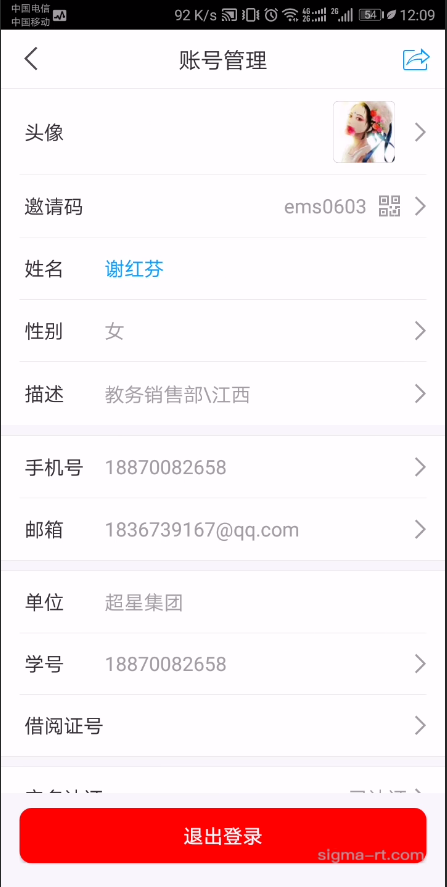 中国电信
中国移动
92 K/s 4G 2G 2G 54 12:09
账号管理
头像
邀请码 ems0603
姓名 谢红芬
性别 女
描述 教务销售部\江西
手机号 18870082658
邮箱 1836739167@qq.com
单位 超星集团
学号 18870082658
借阅证号
退出登录
sigma-rt.com